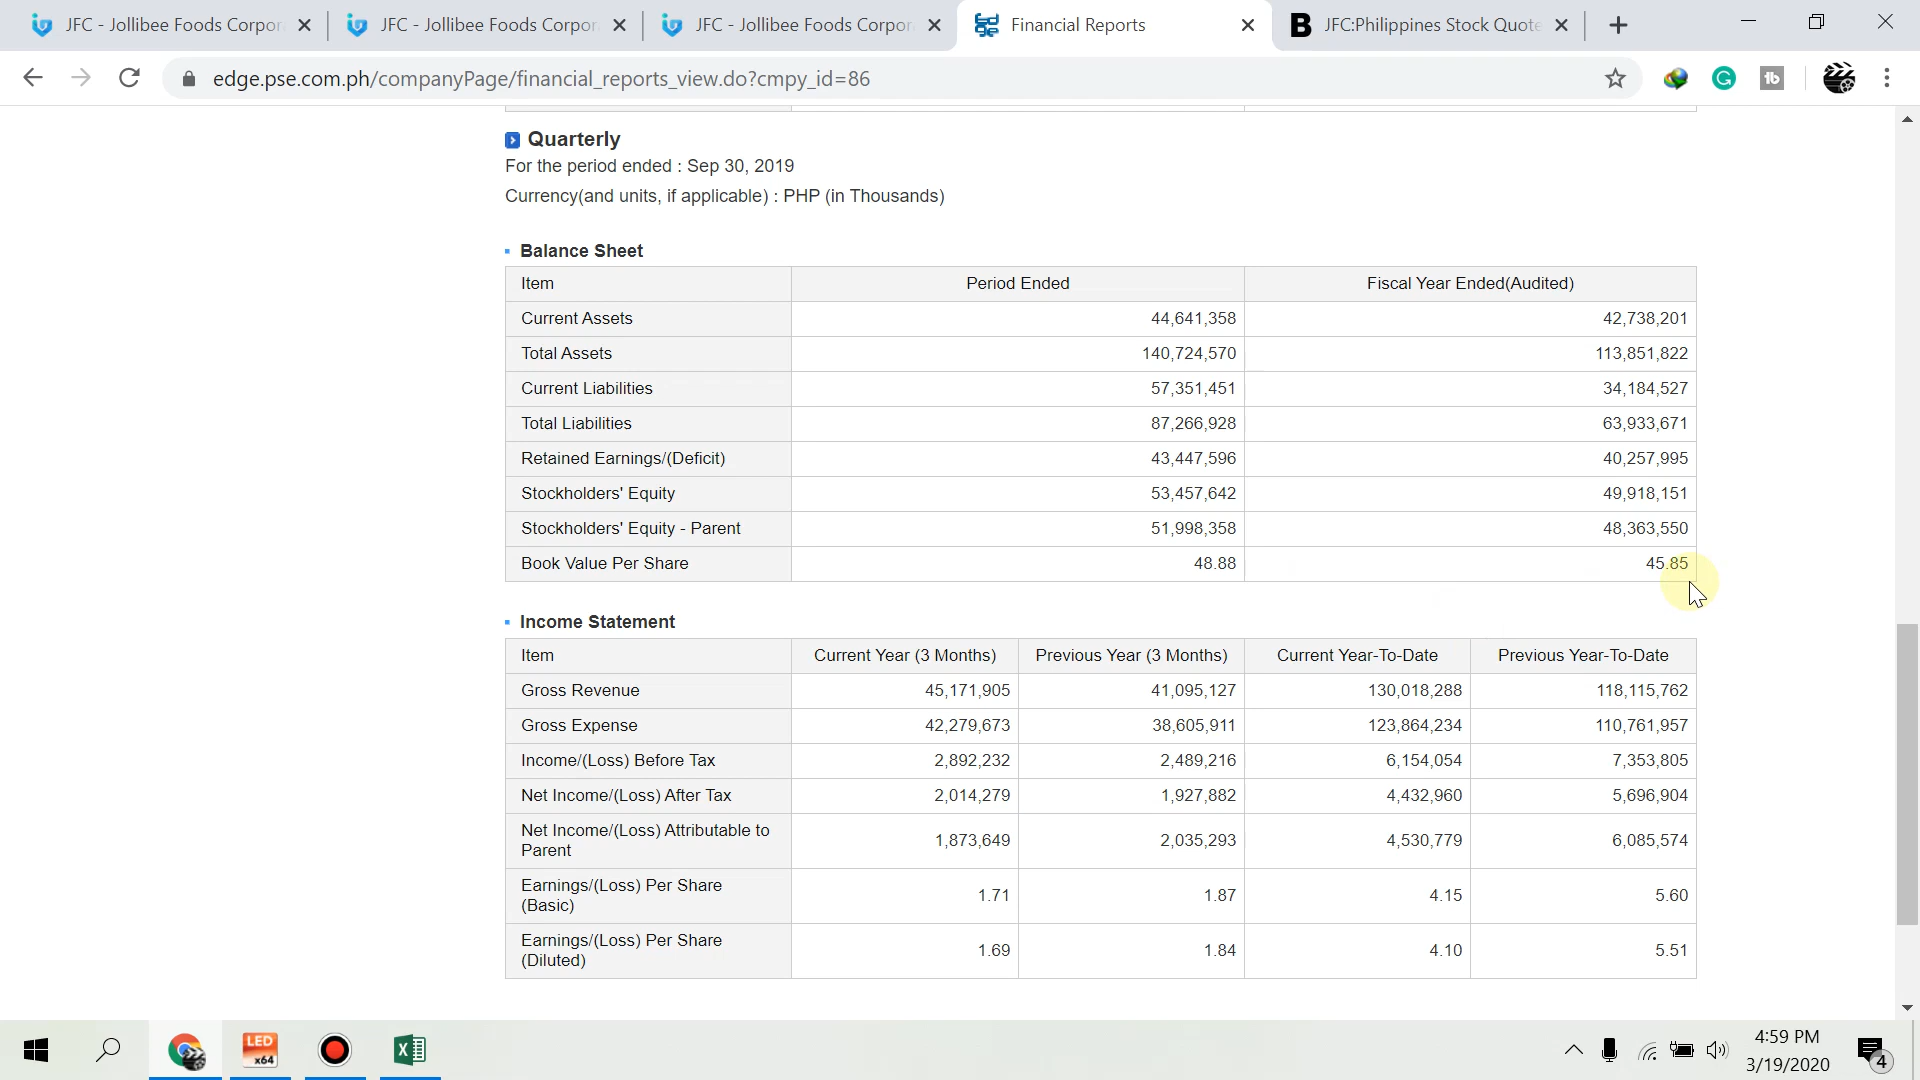 JFC - Jollibee Foods Corpor
JFC - Jollibee Foods Corpor
JFC - Jollibee Foods Corpor
Financial Reports
B JFC:Philippines Stock Quote
edge.pse.com.ph/companyPage/financial_reports_view.do?cmpy_id=86
Quarterly
For the period ended : Sep 30, 2019
Currency(and units, if applicable) : PHP (in Thousands)
Balance Sheet
Item Period Ended Fiscal Year Ended(Audited)
Current Assets 44,641,358 42,738,201
Total Assets 140,724,570 113,851,822
Current Liabilities 57,351,451 34,184,527
Total Liabilities 87,266,928 63,933,671
Retained Earnings/(Deficit) 43,447,596 40,257,995
Stockholders' Equity 53,457,642 49,918,151
Stockholders' Equity - Parent 51,998,358 48,363,550
Book Value Per Share 48.88 45.85
Income Statement
Item Current Year (3 Months) Previous Year (3 Months) Current Year-To-Date Previous Year-To-Date
Gross Revenue 45,171,905 41,095,127 130,018,288 118,115,762
Gross Expense 42,279,673 38,605,911 123,864,234 110,761,957
Income/(Loss) Before Tax 2,892,232 2,489,216 6,154,054 7,353,805
Net Income/(Loss) After Tax 2,014,279 1,927,882 4,432,960 5,696,904
Net Income/(Loss) Attributable to
Parent 1,873,649 2,035,293 4,530,779 6,085,574
Earnings/(Loss) Per Share
(Basic) 1.71 1.87 4.15 5.60
Earnings/(Loss) Per Share
(Diluted) 1.69 1.84 4.10 5.51
LED
x64
4:59 PM
3/19/2020
4